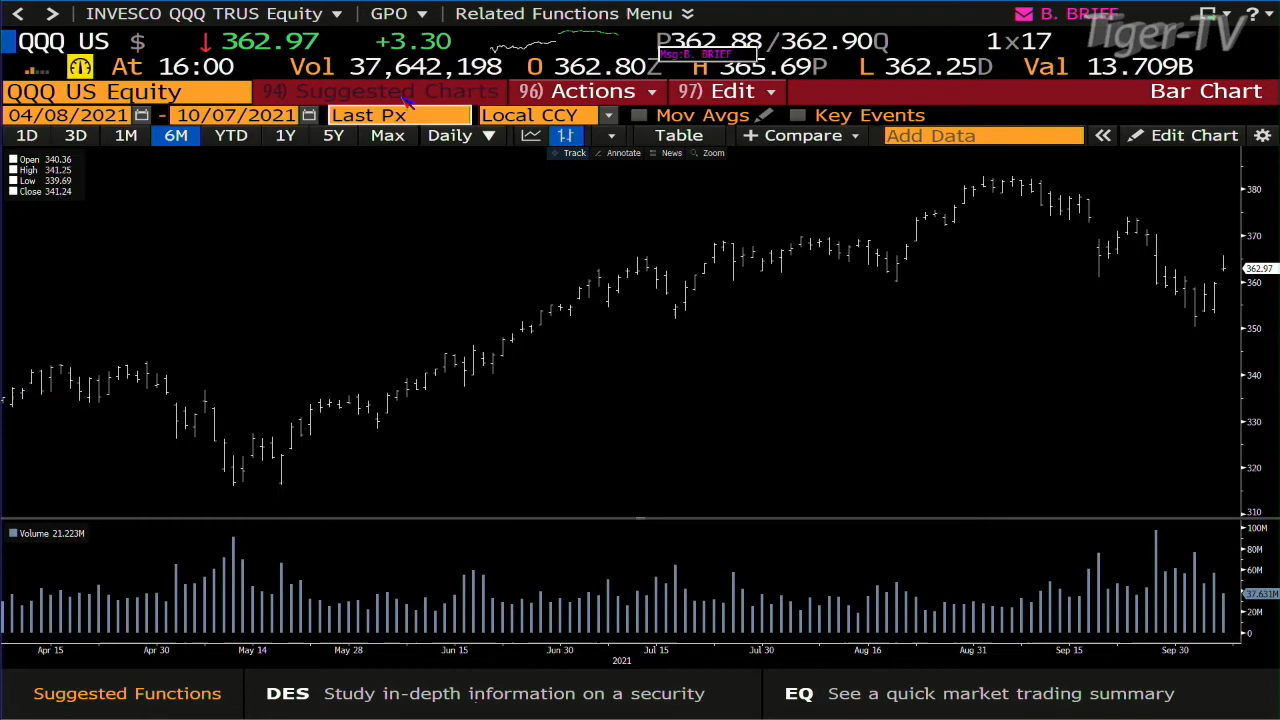 INVESCO QQQ TRUS Equity GPO Related Functions Menu B. BRIEF ?
Tiger-TV
QQQ US $ ↓ 362.97 +3.30 P362.88/362.90Q 1x17
Msg:B. BRIEF
At 16:00 Vol 37,642,198 O 362.80Z H 365.69P L 362.25D Val 13.709B
QQQ US Equity 94) Suggested Charts 96) Actions 97) Edit Bar Chart
04/08/2021 - 10/07/2021 Last Px Local CCY Mov Avgs Key Events
1D 3D 1M 6M YTD 1Y 5Y Max Daily ▼ Table + Compare Add Data « Edit Chart
Track Annotate News Zoom
Open 340.36
High 341.25
Low 339.69
Close 341.24
380
370
362.97
360
350
340
330
320
310
Volume 21.223M
100M
80M
60M
37.631M
20M
0
Apr 15 Apr 30 May 14 May 28 Jun 15 Jun 30 Jul 15 Jul 30 Aug 16 Aug 31 Sep 15 Sep 30
2021
Suggested Functions DES Study in-depth information on a security EQ See a quick market trading summary